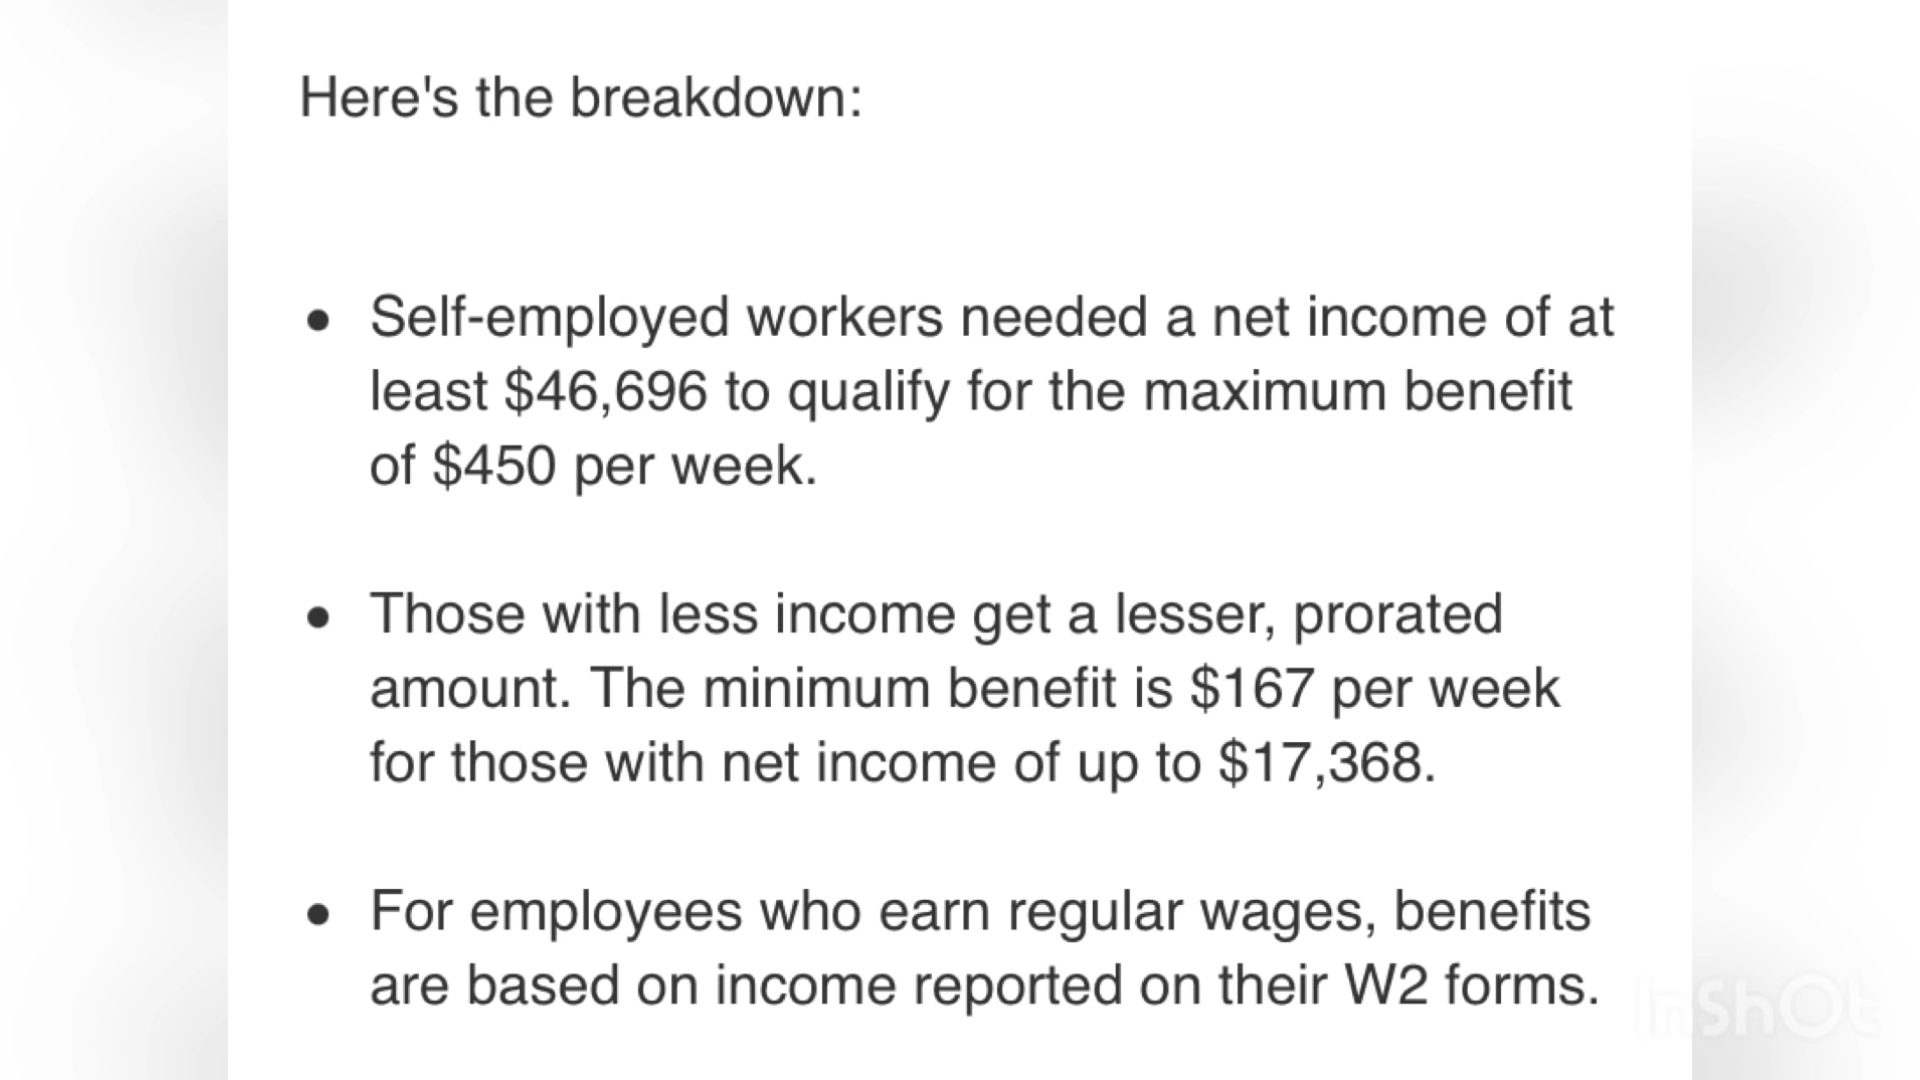 Here's the breakdown:
● Self-employed workers needed a net income of at
least $46,696 to qualify for the maximum benefit
of $450 per week.
● Those with less income get a lesser, prorated
amount. The minimum benefit is $167 per week
for those with net income of up to $17,368.
● For employees who earn regular wages, benefits
are based on income reported on their W2 forms.
InShOt